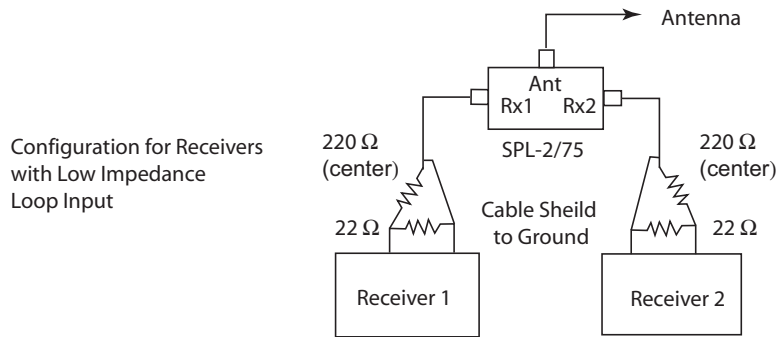 Antenna
Ant
Rx1 Rx2
SPL-2/75
Configuration for Receivers
with Low Impedance
Loop Input
220 Ω
(center)
220 Ω
(center)
Cable Sheild
to Ground
22 Ω
22 Ω
Receiver 1
Receiver 2